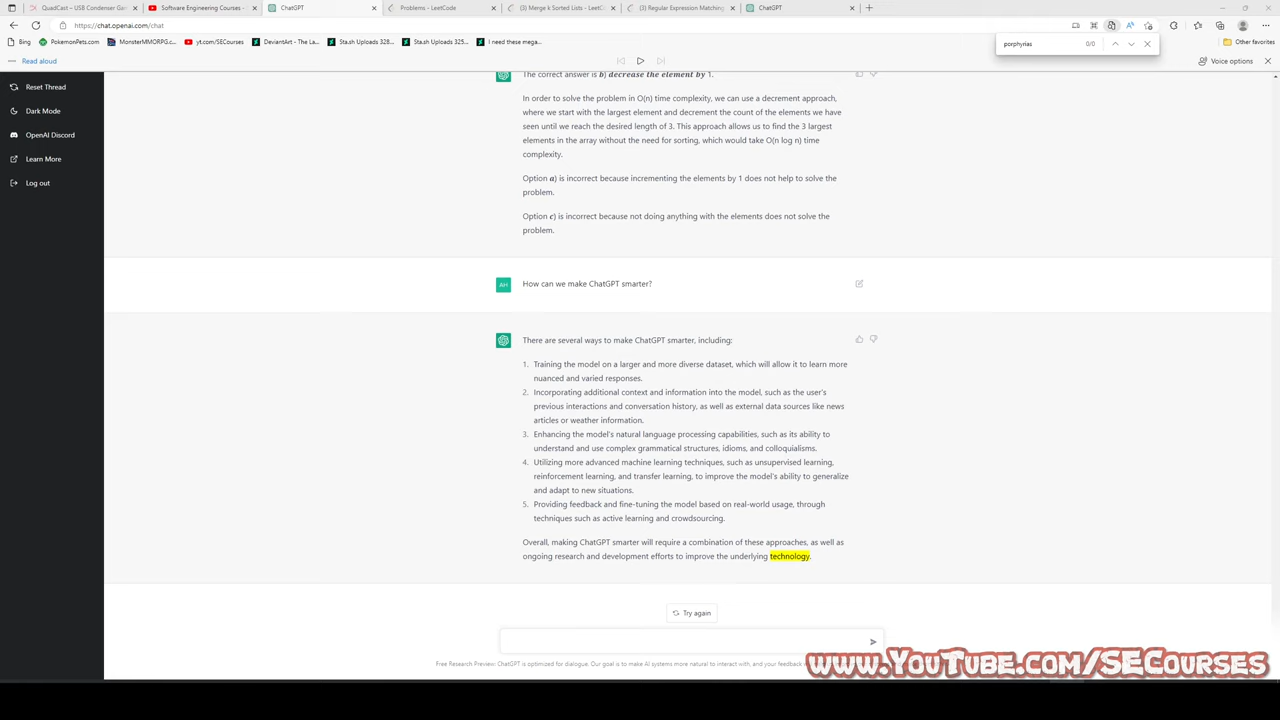 QuadCast – USB Condenser Gam
Software Engineering Courses -
ChatGPT
Problems - LeetCode
(3) Merge k Sorted Lists - LeetC
(3) Regular Expression Matching
ChatGPT
https://chat.openai.com/chat
Bing
PokemonPets.com
MonsterMMORPG.c...
yt.com/SECourses
DeviantArt - The La...
Sta.sh Uploads 328...
Sta.sh Uploads 325...
I need these mega...
Other favorites
porphyrias 0/0
Read aloud
Voice options
Reset Thread
Dark Mode
OpenAI Discord
Learn More
Log out
The correct answer is b) decrease the element by 1.
In order to solve the problem in O(n) time complexity, we can use a decrement approach,
where we start with the largest element and decrement the count of the elements we have
seen until we reach the desired length of 3. This approach allows us to find the 3 largest
elements in the array without the need for sorting, which would take O(n log n) time
complexity.
Option a) is incorrect because incrementing the elements by 1 does not help to solve the
problem.
Option c) is incorrect because not doing anything with the elements does not solve the
problem.
AH
How can we make ChatGPT smarter?
There are several ways to make ChatGPT smarter, including:
1. Training the model on a larger and more diverse dataset, which will allow it to learn more
nuanced and varied responses.
2. Incorporating additional context and information into the model, such as the user's
previous interactions and conversation history, as well as external data sources like news
articles or weather information.
3. Enhancing the model's natural language processing capabilities, such as its ability to
understand and use complex grammatical structures, idioms, and colloquialisms.
4. Utilizing more advanced machine learning techniques, such as unsupervised learning,
reinforcement learning, and transfer learning, to improve the model's ability to generalize
and adapt to new situations.
5. Providing feedback and fine-tuning the model based on real-world usage, through
techniques such as active learning and crowdsourcing.
Overall, making ChatGPT smarter will require a combination of these approaches, as well as
ongoing research and development efforts to improve the underlying technology.
Try again
Free Research Preview: ChatGPT is optimized for dialogue. Our goal is to make AI systems more natural to interact with, and your feedback
www.YouTube.com/SECourses